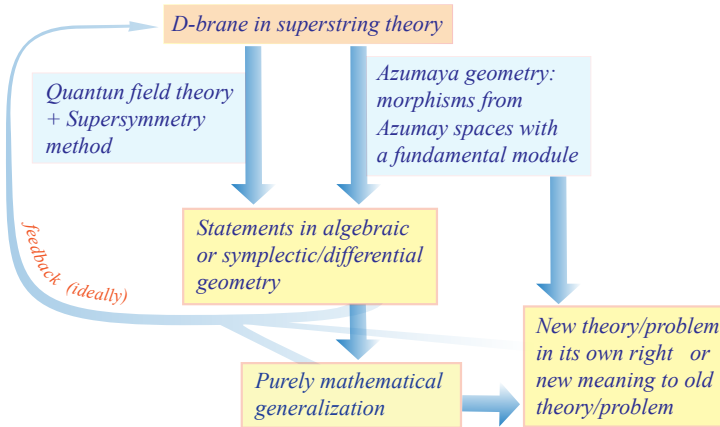 D-brane in superstring theory
Quantun field theory
+ Supersymmetry
method
Azumaya geometry:
morphisms from
Azumay spaces with
a fundamental module
Statements in algebraic
or symplectic/differential
geometry
feedback (ideally)
New theory/problem
in its own right or
new meaning to old
theory/problem
Purely mathematical
generalization